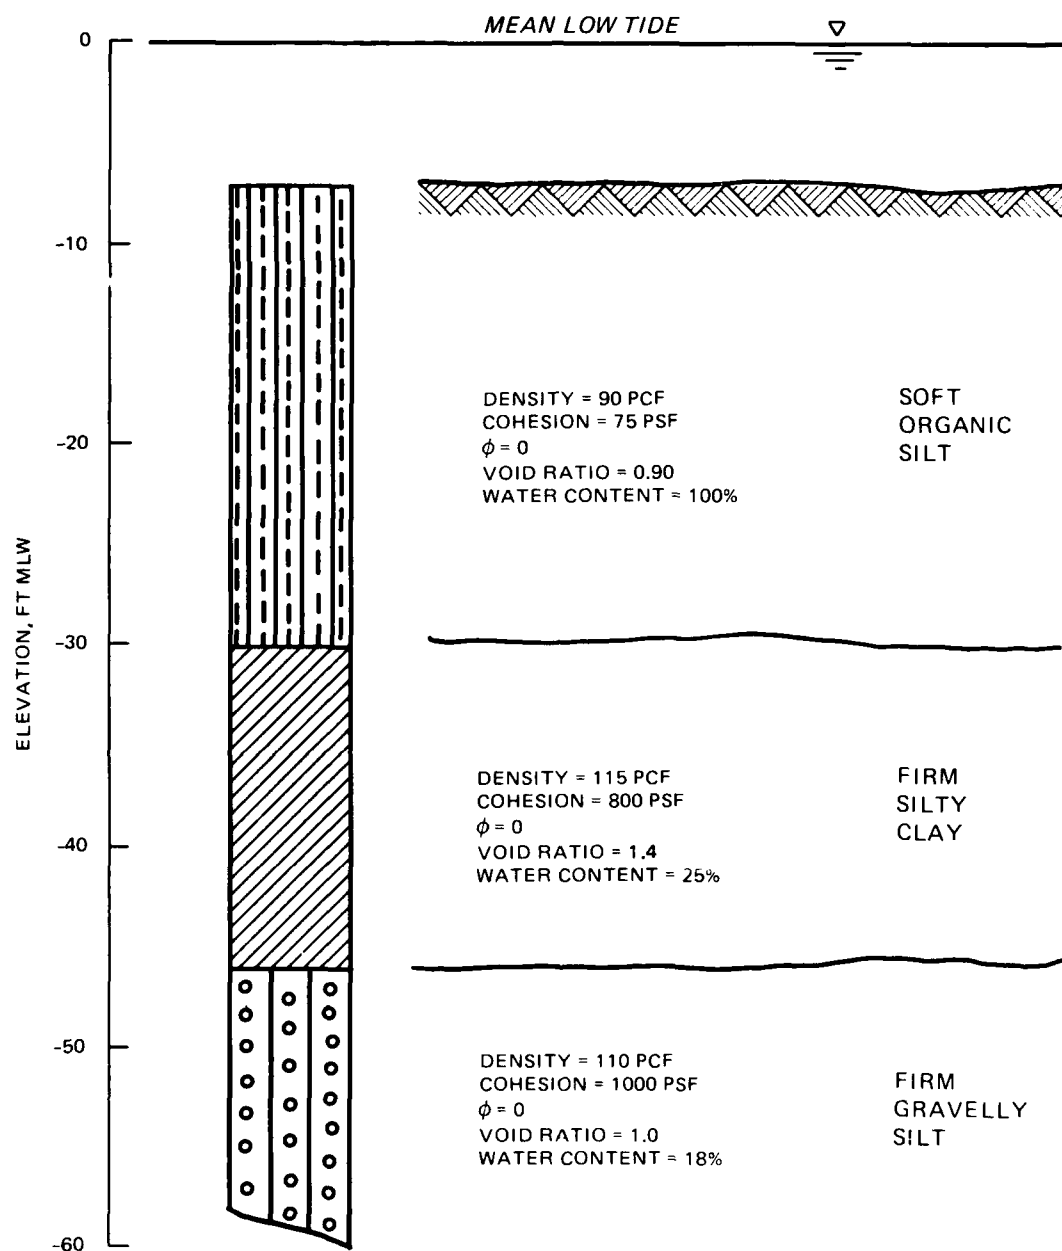 MEAN LOW TIDE
0
-10
-20
-30
-40
-50
-60
ELEVATION, FT MLW
DENSITY = 90 PCF
COHESION = 75 PSF
ϕ = 0
VOID RATIO = 0.90
WATER CONTENT = 100%
SOFT
ORGANIC
SILT
DENSITY = 115 PCF
COHESION = 800 PSF
ϕ = 0
VOID RATIO = 1.4
WATER CONTENT = 25%
FIRM
SILTY
CLAY
DENSITY = 110 PCF
COHESION = 1000 PSF
ϕ = 0
VOID RATIO = 1.0
WATER CONTENT = 18%
FIRM
GRAVELLY
SILT